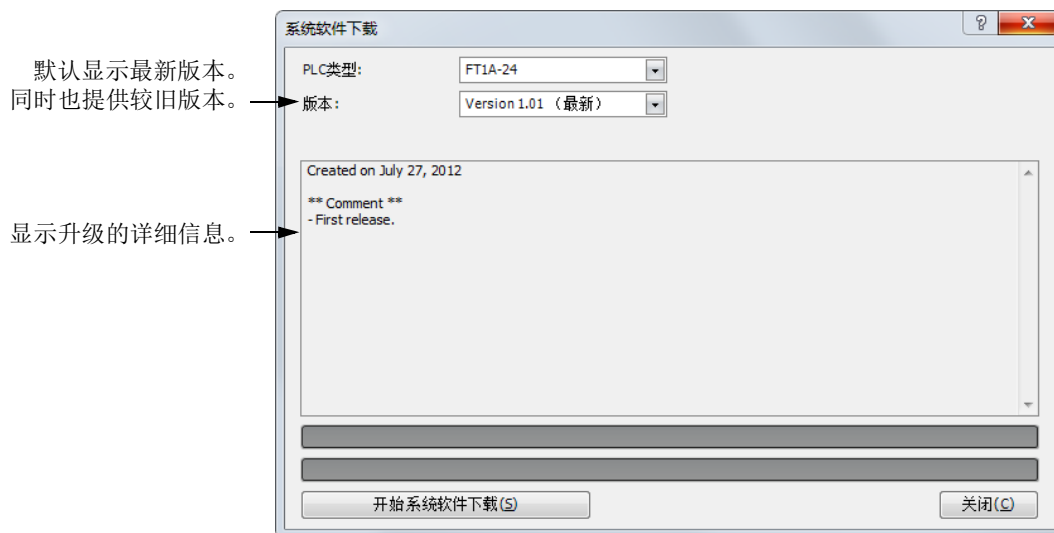 系统软件下载
默认显示最新版本。
同时也提供较旧版本。
PLC类型:
FT1A-24
版本:
Version 1.01 （最新）
Created on July 27, 2012
** Comment **
- First release.
显示升级的详细信息。
开始系统软件下载(S)
关闭(C)